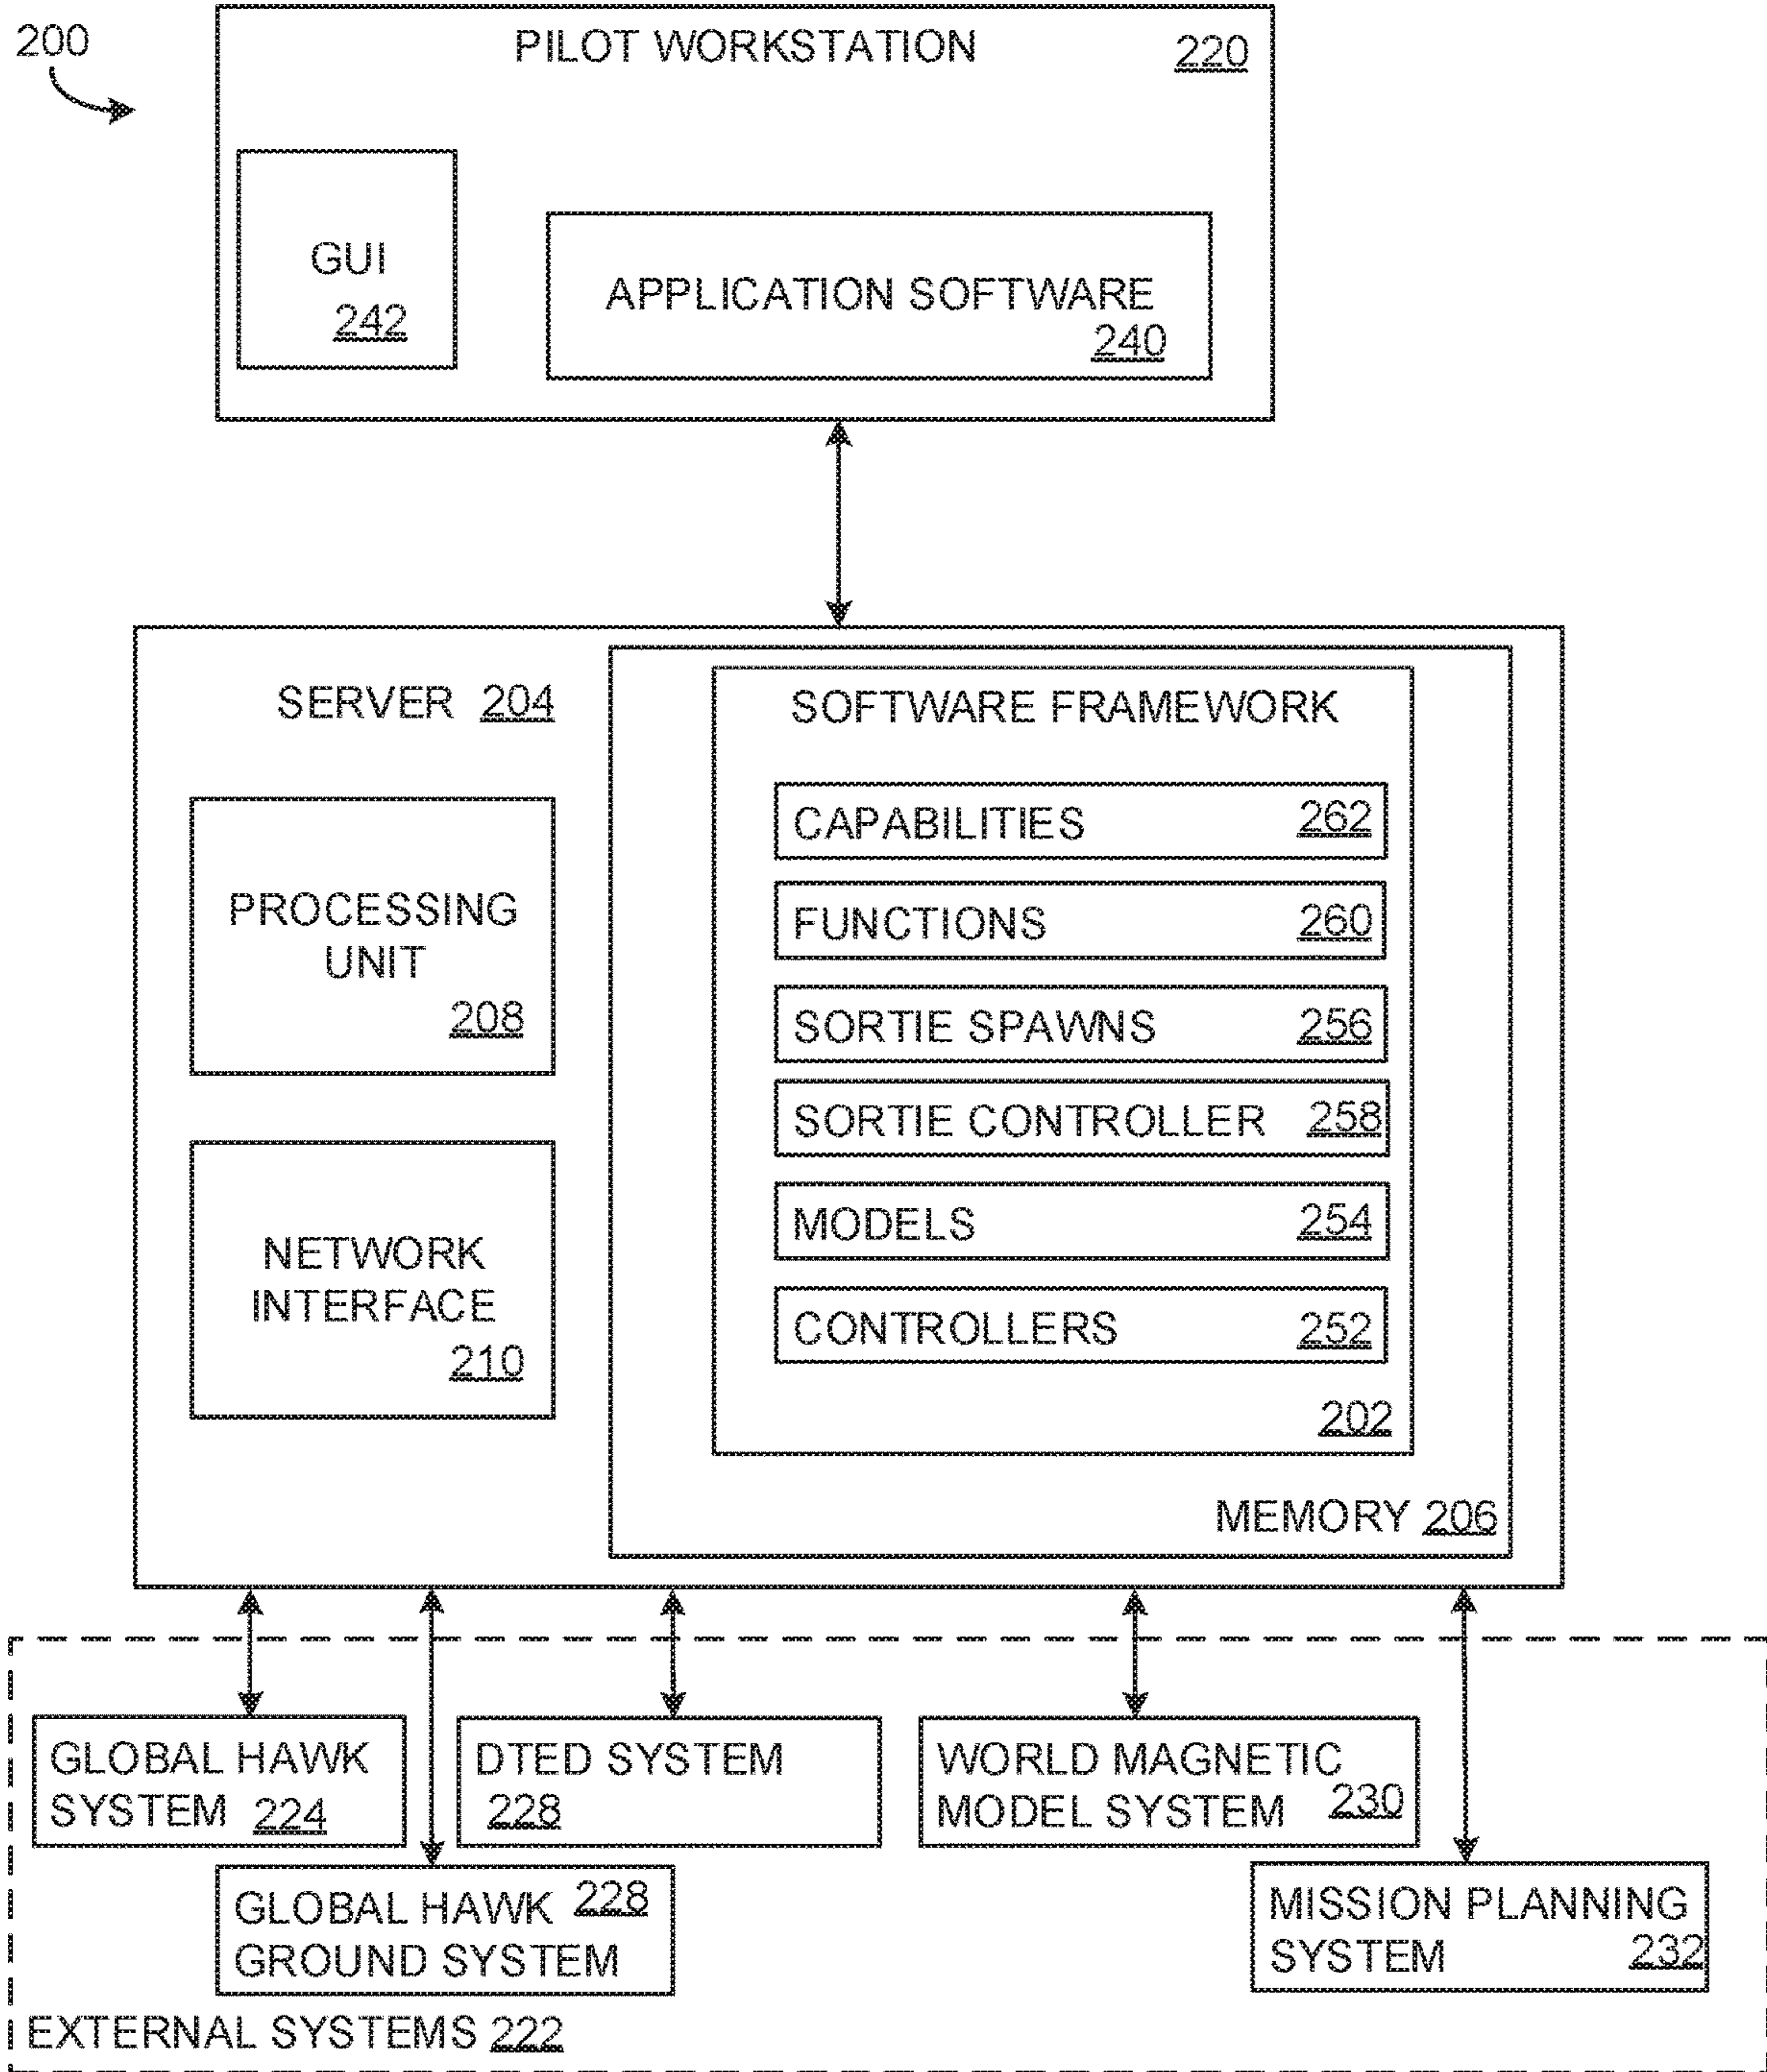 200
PILOT WORKSTATION 220
GUI
242
APPLICATION SOFTWARE
240
SERVER 204
PROCESSING
UNIT
208
NETWORK
INTERFACE
210
SOFTWARE FRAMEWORK
CAPABILITIES 262
FUNCTIONS 260
SORTIE SPAWNS 256
SORTIE CONTROLLER 258
MODELS 254
CONTROLLERS 252
202
MEMORY 206
GLOBAL HAWK
SYSTEM 224
DTED SYSTEM
228
WORLD MAGNETIC
MODEL SYSTEM 230
GLOBAL HAWK 228
GROUND SYSTEM
MISSION PLANNING
SYSTEM 232
EXTERNAL SYSTEMS 222